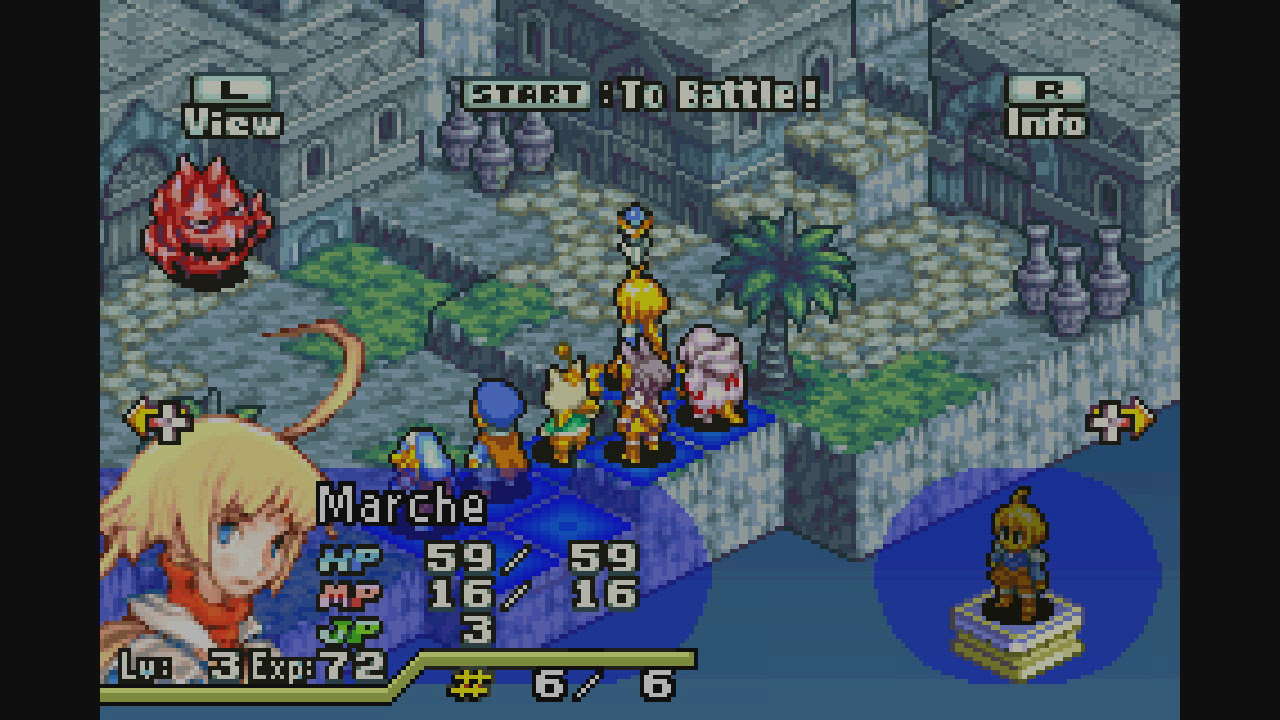 L
View
START :To Battle!
R
Info
Marche
HP 59/ 59
MP 16/ 16
JP 3
Lv: 3 Exp:72
# 6/ 6